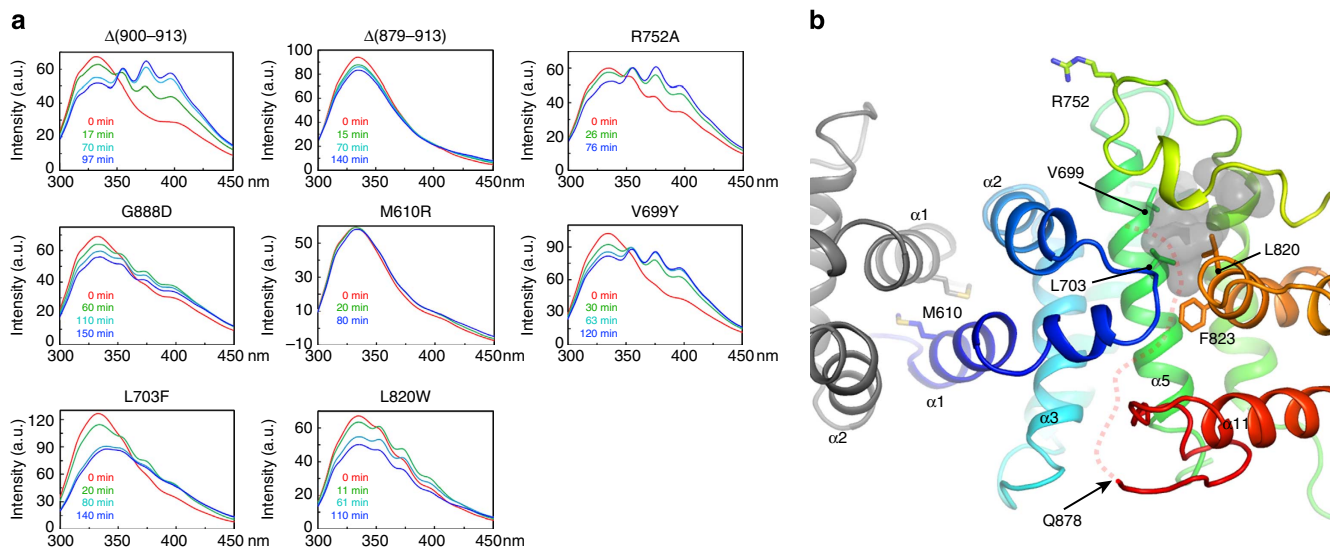 a
Δ(900–913)
Intensity (a.u.)
60
40
20
0
0 min
17 min
70 min
97 min
300 350 400 450 nm
Δ(879–913)
Intensity (a.u.)
100
80
60
40
20
0
0 min
15 min
70 min
140 min
300 350 400 450 nm
R752A
Intensity (a.u.)
60
40
20
0
0 min
26 min
76 min
300 350 400 450 nm
G888D
Intensity (a.u.)
60
40
20
0
0 min
60 min
110 min
150 min
300 350 400 450 nm
M610R
Intensity (a.u.)
50
30
10
–10
0 min
20 min
80 min
300 350 400 450 nm
V699Y
Intensity (a.u.)
90
60
30
0
0 min
30 min
63 min
120 min
300 350 400 450 nm
L703F
Intensity (a.u.)
120
90
60
30
0
0 min
20 min
80 min
140 min
300 350 400 450 nm
L820W
Intensity (a.u.)
60
40
20
0
0 min
11 min
61 min
110 min
300 350 400 450 nm
b
R752
V699
α2
α1
L820
L703
M610
F823
α5
α1
α2
α3
α11
Q878